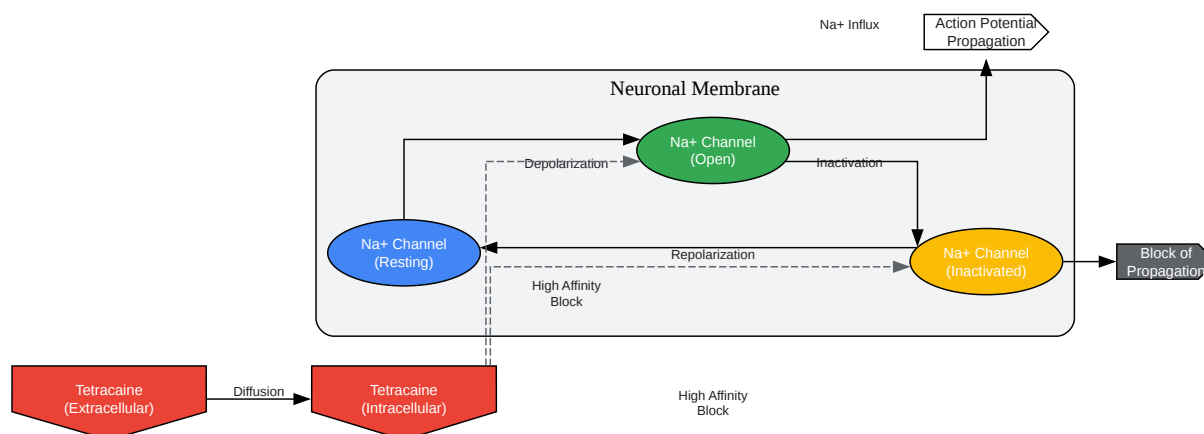 Na+ Influx
Action Potential
Propagation
Neuronal Membrane
Na+ Channel
(Open)
Depolarization
Inactivation
Na+ Channel
(Resting)
Repolarization
Na+ Channel
(Inactivated)
Block of
Propagation
High Affinity
Block
Tetracaine
(Extracellular)
Diffusion
Tetracaine
(Intracellular)
High Affinity
Block